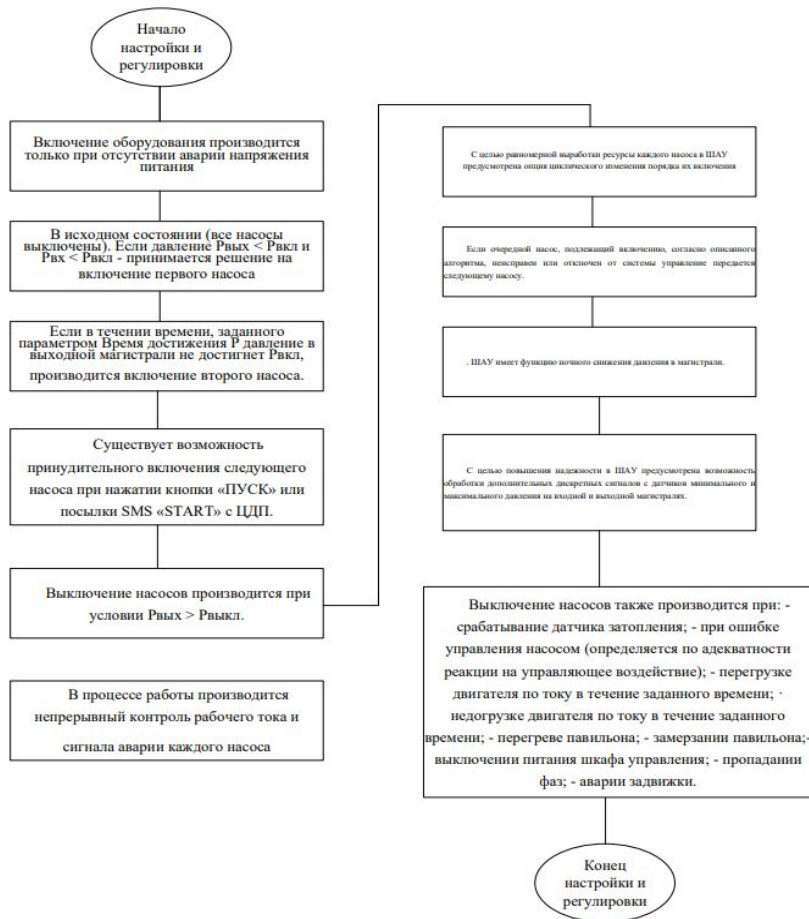 Начало
настройки и
регулировки
Включение оборудования производится
только при отсутствии аварии напряжения
питания
В исходном состоянии (все насосы
выключены). Если давление Рвых < Рвкл и
Рвх < Рвкл - принимается решение на
включение первого насоса
Если в течении времени, заданного
параметром Время достижения Р давление в
выходной магистрали не достигнет Рвкл,
производится включение второго насоса.
Существует возможность
принудительного включения следующего
насоса при нажатии кнопки «ПУСК» или
посылки SMS «START» с ЦДП.
Выключение насосов производится при
условии Рвых > Рвыкл.
В процессе работы производится
непрерывный контроль рабочего тока и
сигнала аварии каждого насоса
С целью равномерной выработки ресурсы каждого насоса в ШАУ
предусмотрена опция циклического изменения порядка их включения
Если очередной насос, подлежащий включению, согласно описанного
алгоритма, неисправен или отключен от системы управление передается
следующему насосу.
. ШАУ имеет функцию ночного снижения давления в магистрали.
С целью повышения надежности в ШАУ предусмотрена возможность
обработки дополнительных дискретных сигналов с датчиков минимального и
максимального давления на входной и выходной магистралях.
Выключение насосов также производится при: -
срабатывание датчика затопления; - при ошибке
управления насосом (определяется по адекватности
реакции на управляющее воздействие); - перегрузке
двигателя по току в течение заданного времени; ·
недогрузке двигателя по току в течение заданного
времени; - перегреве павильона; - замерзании павильона;-
выключении питания шкафа управления; - пропадании
фаз; - аварии задвижки.
Конец
настройки и
регулировки